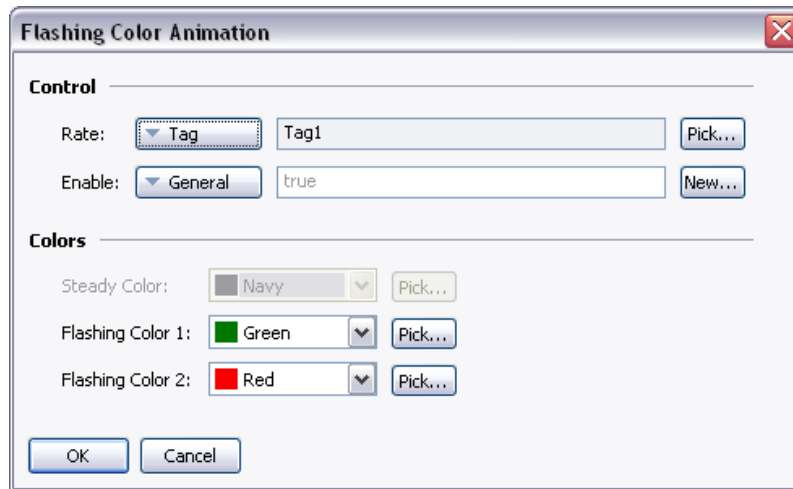 Flashing Color Animation
Control
Rate: Tag Tag1 Pick...
Enable: General true New...
Colors
Steady Color: Navy Pick...
Flashing Color 1: Green Pick...
Flashing Color 2: Red Pick...
OK Cancel